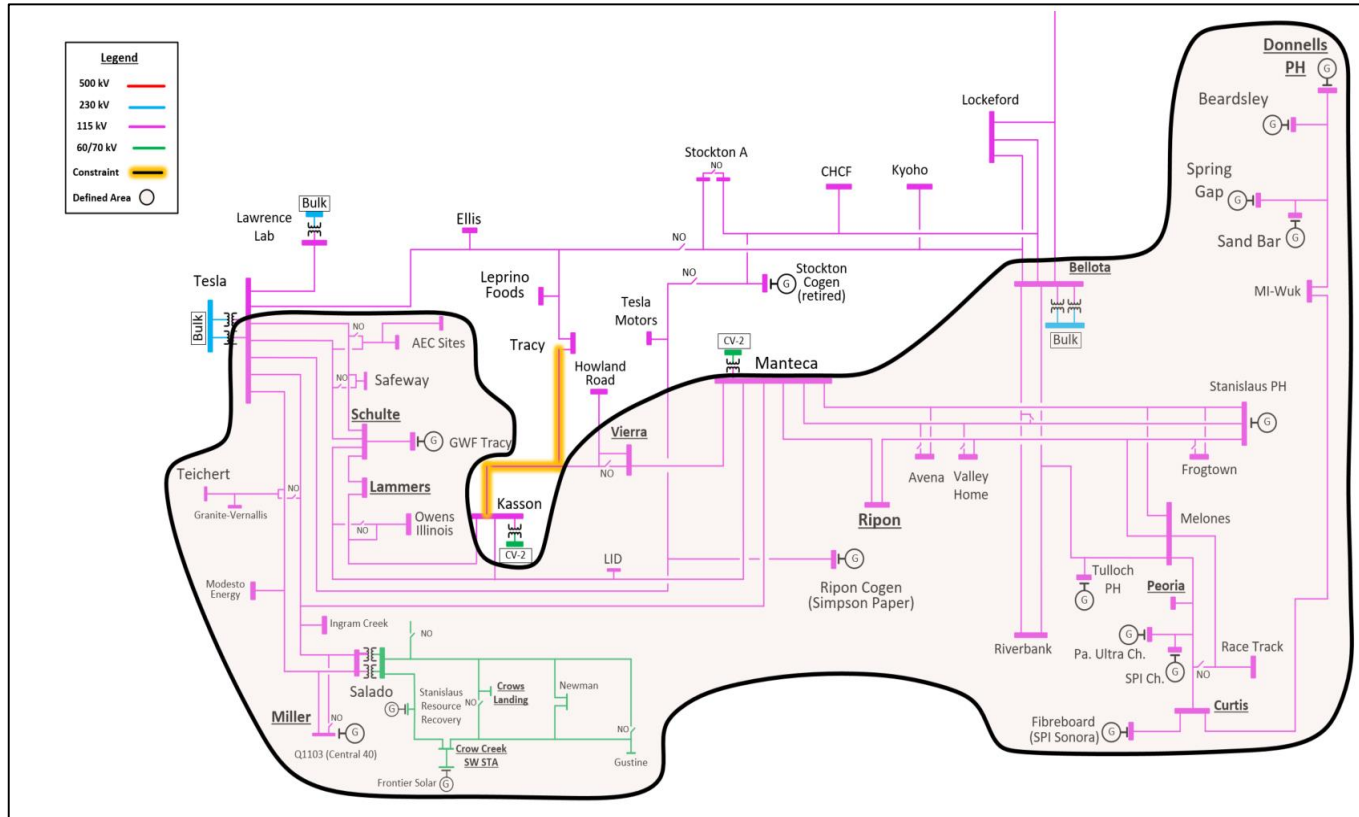 Legend
500 kV
230 kV
115 kV
60/70 kV
Constraint
Defined Area
Donnells
PH
G
Beardsley
G
Lockeford
Stockton A
NO
CHCF
Kyoho
Spring
Gap
G
Sand Bar
G
Bulk
Lawrence
Lab
Ellis
NO
Bellota
Tesla
Bulk
Leprino
Foods
NO
Stockton
Cogen
(retired)
G
MI-Wuk
Tesla
Motors
Bulk
NO
AEC Sites
Tracy
CV-2
Manteca
Howland
Road
Stanislaus PH
G
NO
Safeway
Schulte
G
GWF Tracy
Vierra
NO
Avena
Valley
Home
Frogtown
Teichert
NO
Granite-Vernallis
Lammers
Kasson
Ripon
Melones
Owens
Illinois
NO
CV-2
LID
Ripon Cogen
(Simpson Paper)
G
Tulloch
PH
G
Peoria
Modesto
Energy
Ingram Creek
NO
Riverbank
G
Pa. Ultra Ch.
G
SPI Ch.
Race Track
NO
Salado
Stanislaus
Resource
Recovery
G
Crows
Landing
NO
Newman
NO
Curtis
Miller
NO
G
Q1103 (Central 40)
Crow Creek
SW STA
Gustine
Fibreboard
(SPI Sonora)
G
Frontier Solar
G